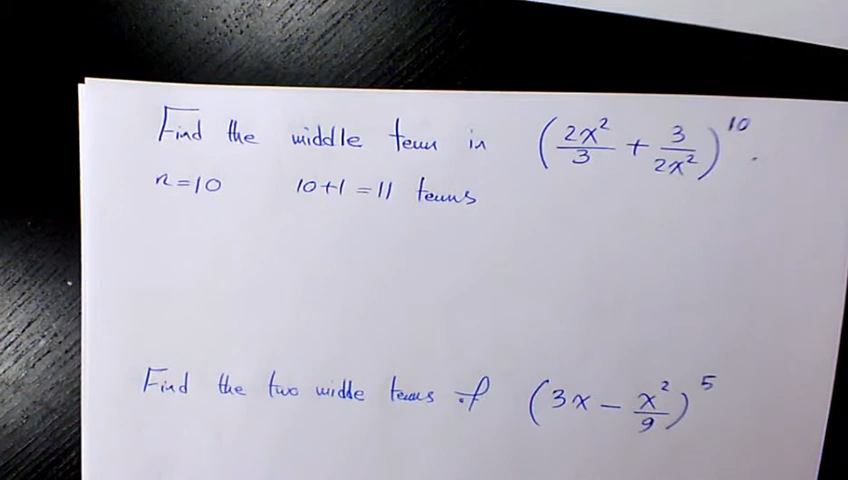 Find the middle term in (2x²/3 + 3/2x²)¹⁰.
n=10 10+1=11 terms
Find the two middle terms of (3x − x²/9)⁵